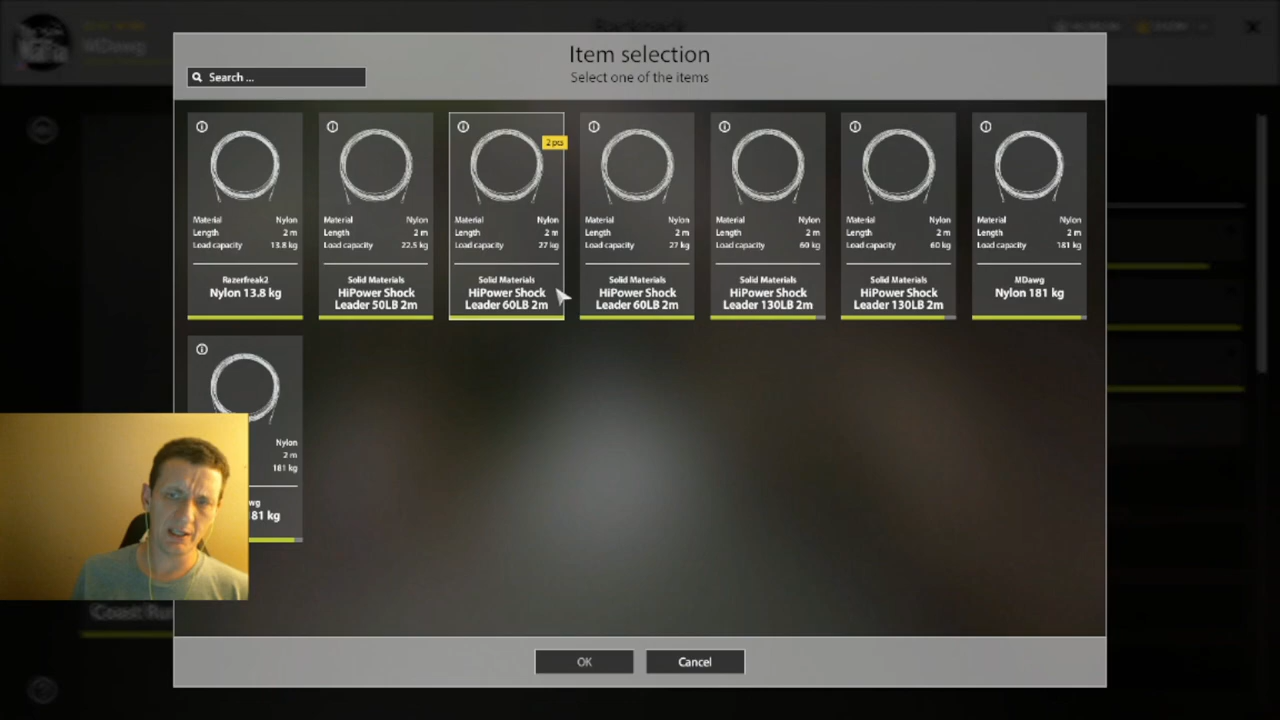 MDawg
Backpack
Item selection
Select one of the items
Search ...
Material Nylon
Length 2 m
Load capacity 13.8 kg
Razerfreak2
Nylon 13.8 kg
Material Nylon
Length 2 m
Load capacity 22.5 kg
Solid Materials
HiPower Shock
Leader 50LB 2m
2 pcs
Material Nylon
Length 2 m
Load capacity 27 kg
Solid Materials
HiPower Shock
Leader 60LB 2m
Material Nylon
Length 2 m
Load capacity 27 kg
Solid Materials
HiPower Shock
Leader 60LB 2m
Material Nylon
Length 2 m
Load capacity 60 kg
Solid Materials
HiPower Shock
Leader 130LB 2m
Material Nylon
Length 2 m
Load capacity 60 kg
Solid Materials
HiPower Shock
Leader 130LB 2m
Material Nylon
Length 2 m
Load capacity 181 kg
MDawg
Nylon 181 kg
Nylon
2 m
181 kg
wg
81 kg
Coast Ru
OK
Cancel